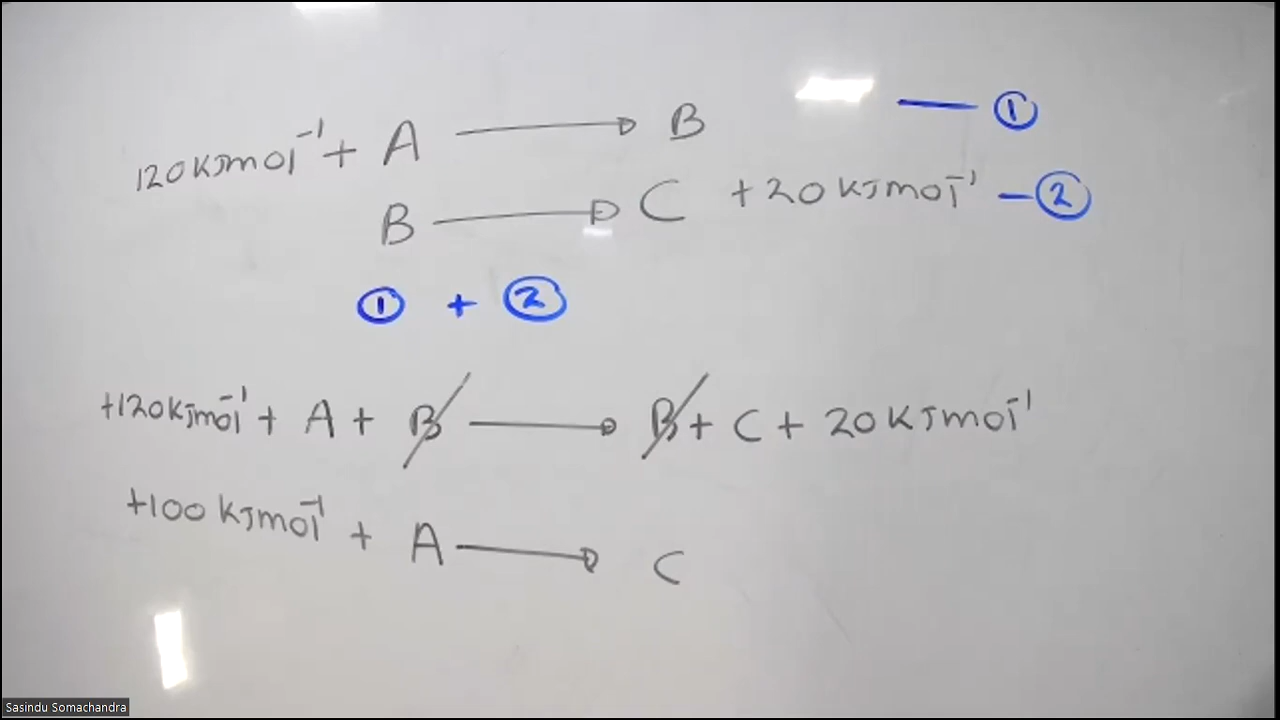 120KJmol⁻¹ + A → B — ①
B → C + 20KJmol⁻¹ — ②
① + ②
+120KJmol⁻¹ + A + B → B + C + 20KJmol⁻¹
+100KJmol⁻¹ + A → C
Sasindu Somachandra